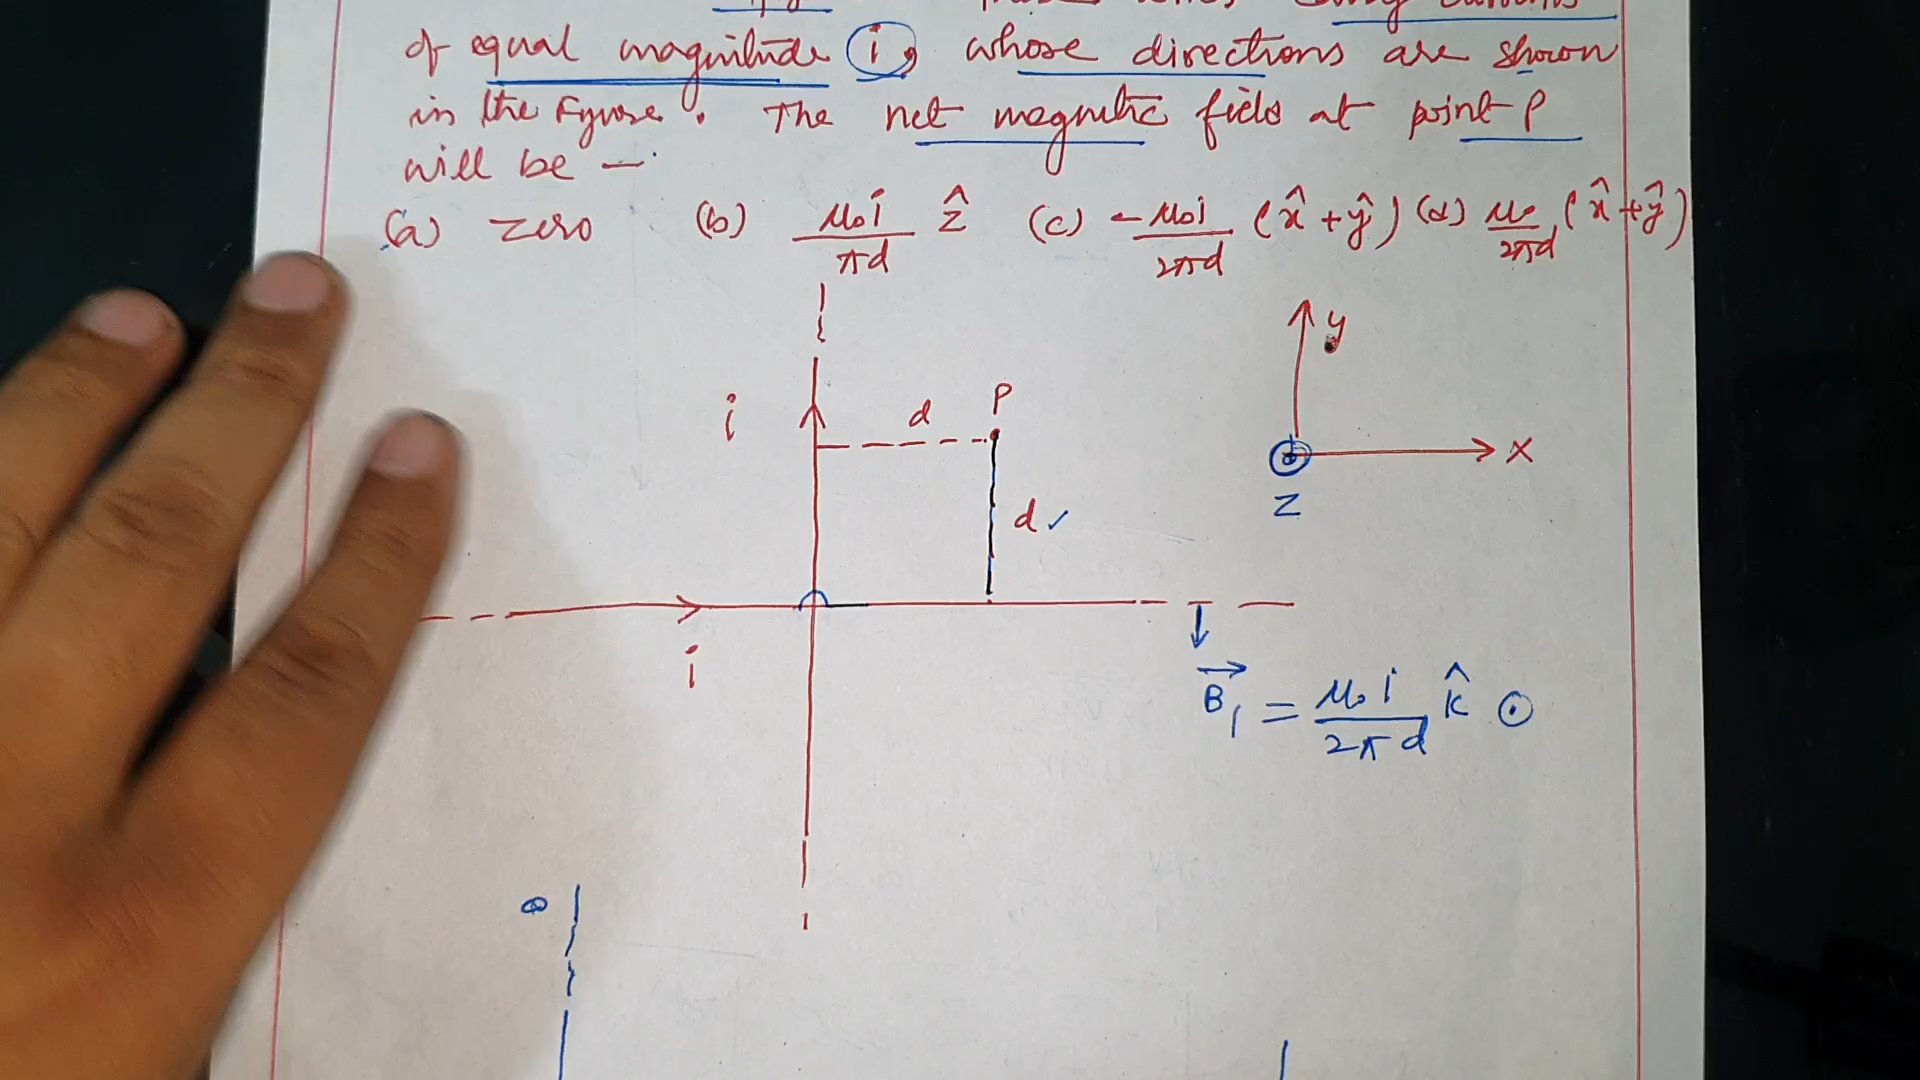 of equal magnitude i, whose directions are shown
in the Figure. The net magnetic field at point P
will be —
(a) zero (b) μ₀i/πd ẑ (c) -μ₀i/2πd (x̂ + ŷ) (d) μ₀/2πd (x̂ + ŷ)
y
P
i d
x
z
d ✓
i
B⃗₁ = μ₀i/2πd k̂ ⊙